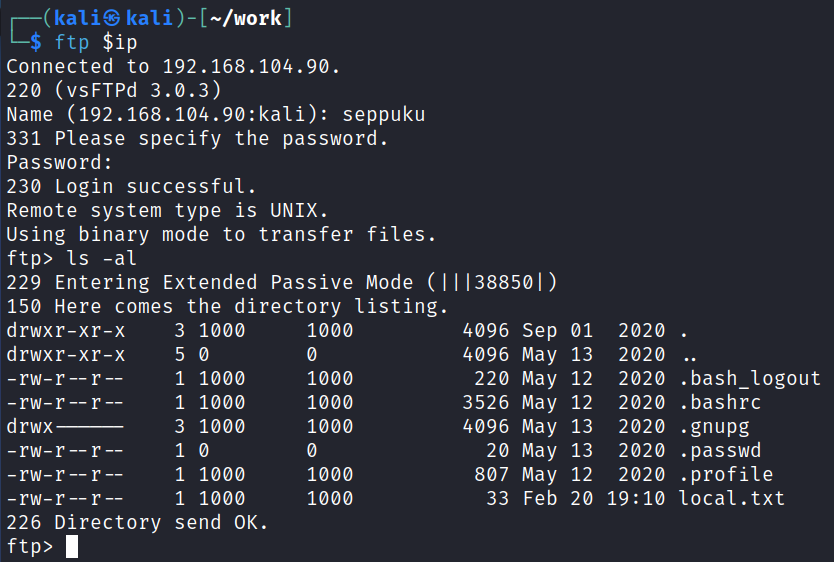 ┌──(kali㉿kali)-[~/work]
└─$ ftp $ip
Connected to 192.168.104.90.
220 (vsFTPd 3.0.3)
Name (192.168.104.90:kali): seppuku
331 Please specify the password.
Password:
230 Login successful.
Remote system type is UNIX.
Using binary mode to transfer files.
ftp> ls -al
229 Entering Extended Passive Mode (|||38850|)
150 Here comes the directory listing.
drwxr-xr-x    3 1000     1000         4096 Sep 01  2020 .
drwxr-xr-x    5 0        0            4096 May 13  2020 ..
-rw-r--r--    1 1000     1000          220 May 12  2020 .bash_logout
-rw-r--r--    1 1000     1000         3526 May 12  2020 .bashrc
drwx------    3 1000     1000         4096 May 13  2020 .gnupg
-rw-r--r--    1 0        0              20 May 13  2020 .passwd
-rw-r--r--    1 1000     1000          807 May 12  2020 .profile
-rw-r--r--    1 1000     1000           33 Feb 20 19:10 local.txt
226 Directory send OK.
ftp>